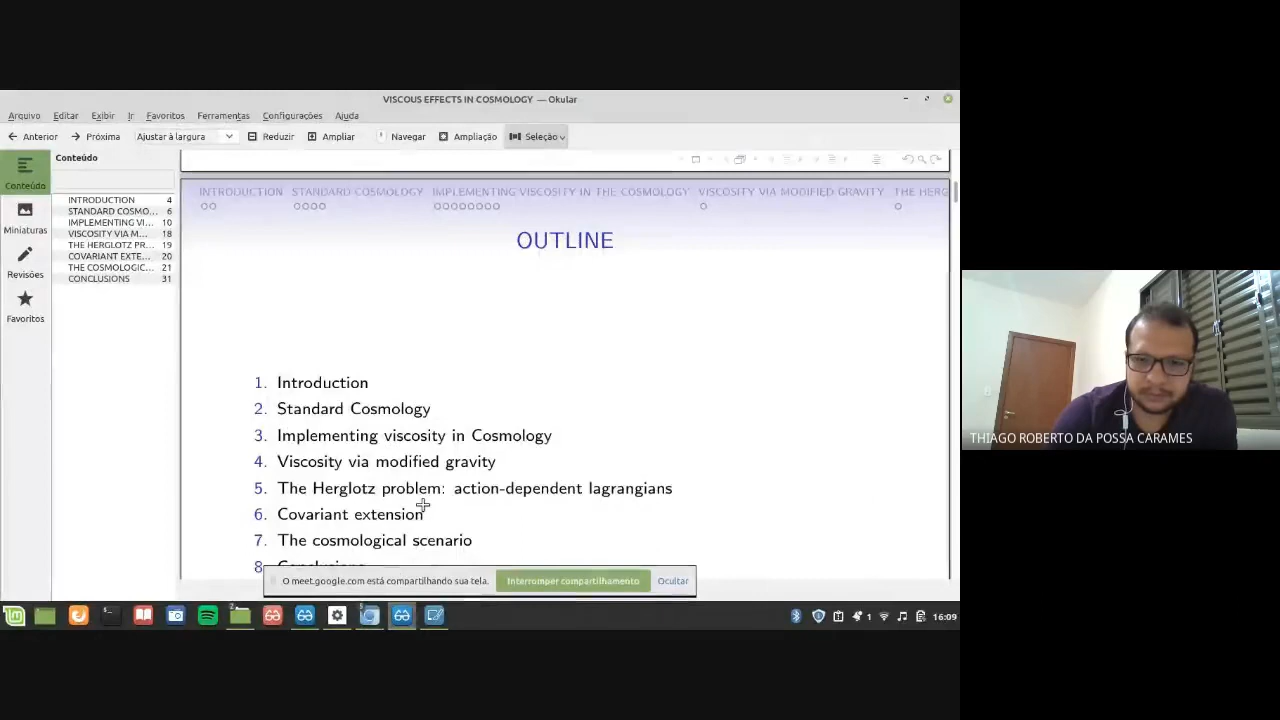 VISCOUS EFFECTS IN COSMOLOGY — Okular
Arquivo Editar Exibir Ir Favoritos Ferramentas Configurações Ajuda
Anterior Próxima Ajustar à largura Reduzir Ampliar Navegar Ampliação Seleção
Conteúdo
Conteúdo
Miniaturas
Revisões
Favoritos
INTRODUCTION 4
STANDARD COSMO... 6
IMPLEMENTING VI... 10
VISCOSITY VIA M... 18
THE HERGLOTZ PR... 19
COVARIANT EXTE... 20
THE COSMOLOGIC... 21
CONCLUSIONS 31
INTRODUCTION STANDARD COSMOLOGY IMPLEMENTING VISCOSITY IN THE COSMOLOGY VISCOSITY VIA MODIFIED GRAVITY THE HERG
OUTLINE
1. Introduction
2. Standard Cosmology
3. Implementing viscosity in Cosmology
4. Viscosity via modified gravity
5. The Herglotz problem: action-dependent lagrangians
6. Covariant extension
7. The cosmological scenario
8. Conclusions
O meet.google.com está compartilhando sua tela. Interromper compartilhamento Ocultar
1 16:09
THIAGO ROBERTO DA POSSA CARAMES